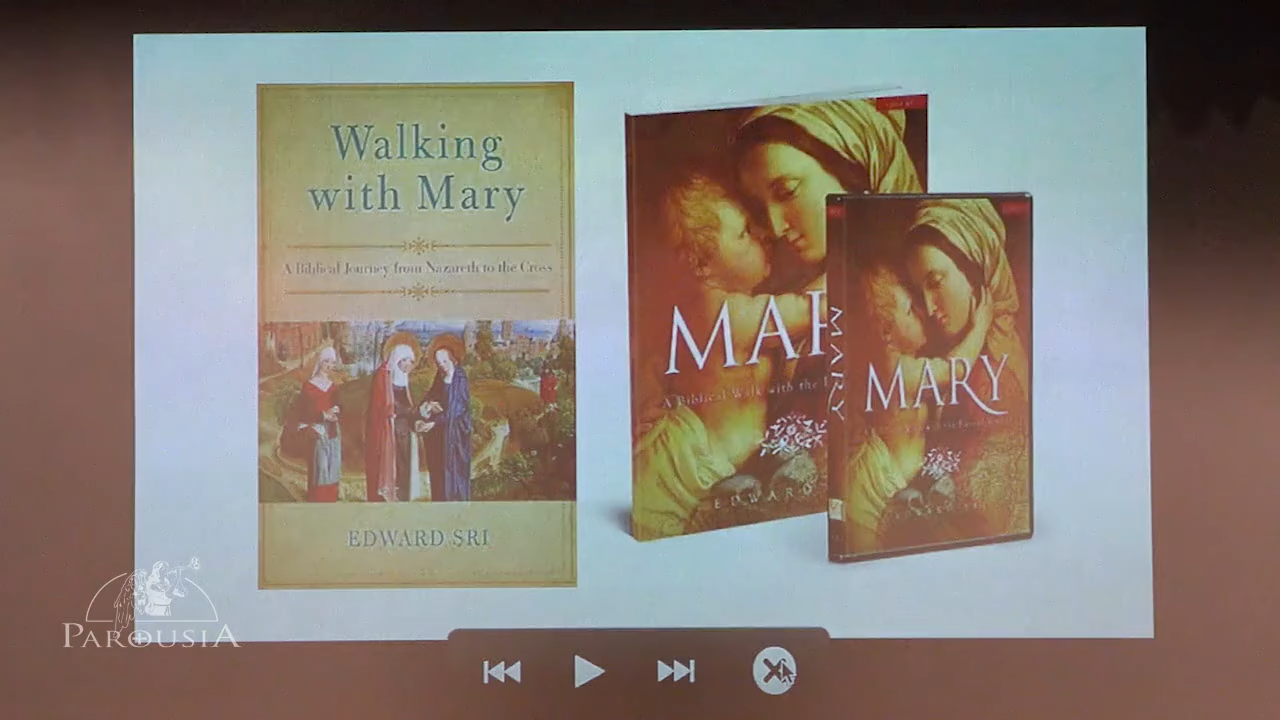 Walking
with Mary
A Biblical Journey from Nazareth to the Cross
EDWARD SRI
MAR
A Biblical Walk with the
EDWARD
MARY
MARY
PAROUSIA